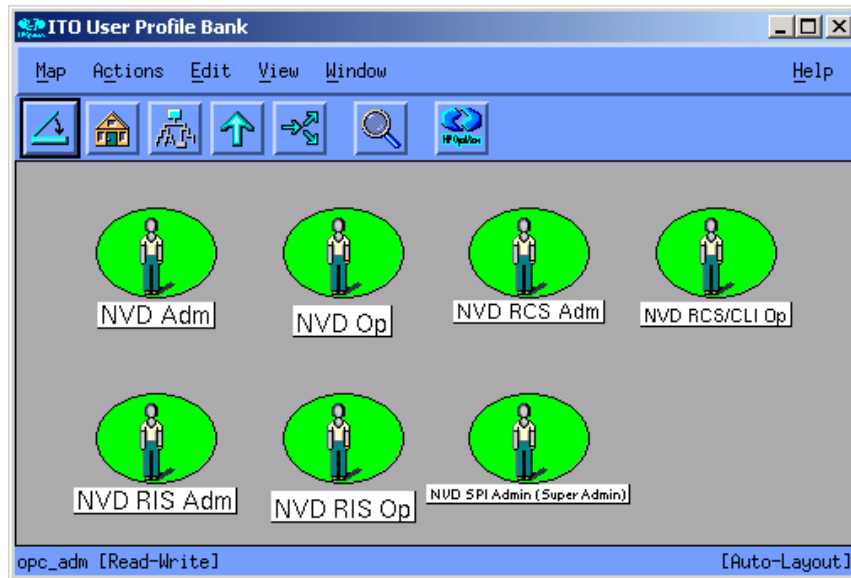 ITO User Profile Bank
Map Actions Edit View Window Help
HP OpenView
NVD Adm
NVD Op
NVD RCS Adm
NVD RCS/CLI Op
NVD RIS Adm
NVD RIS Op
NVD SPI Admin (Super Admin)
opc_adm [Read-Write] [Auto-Layout]